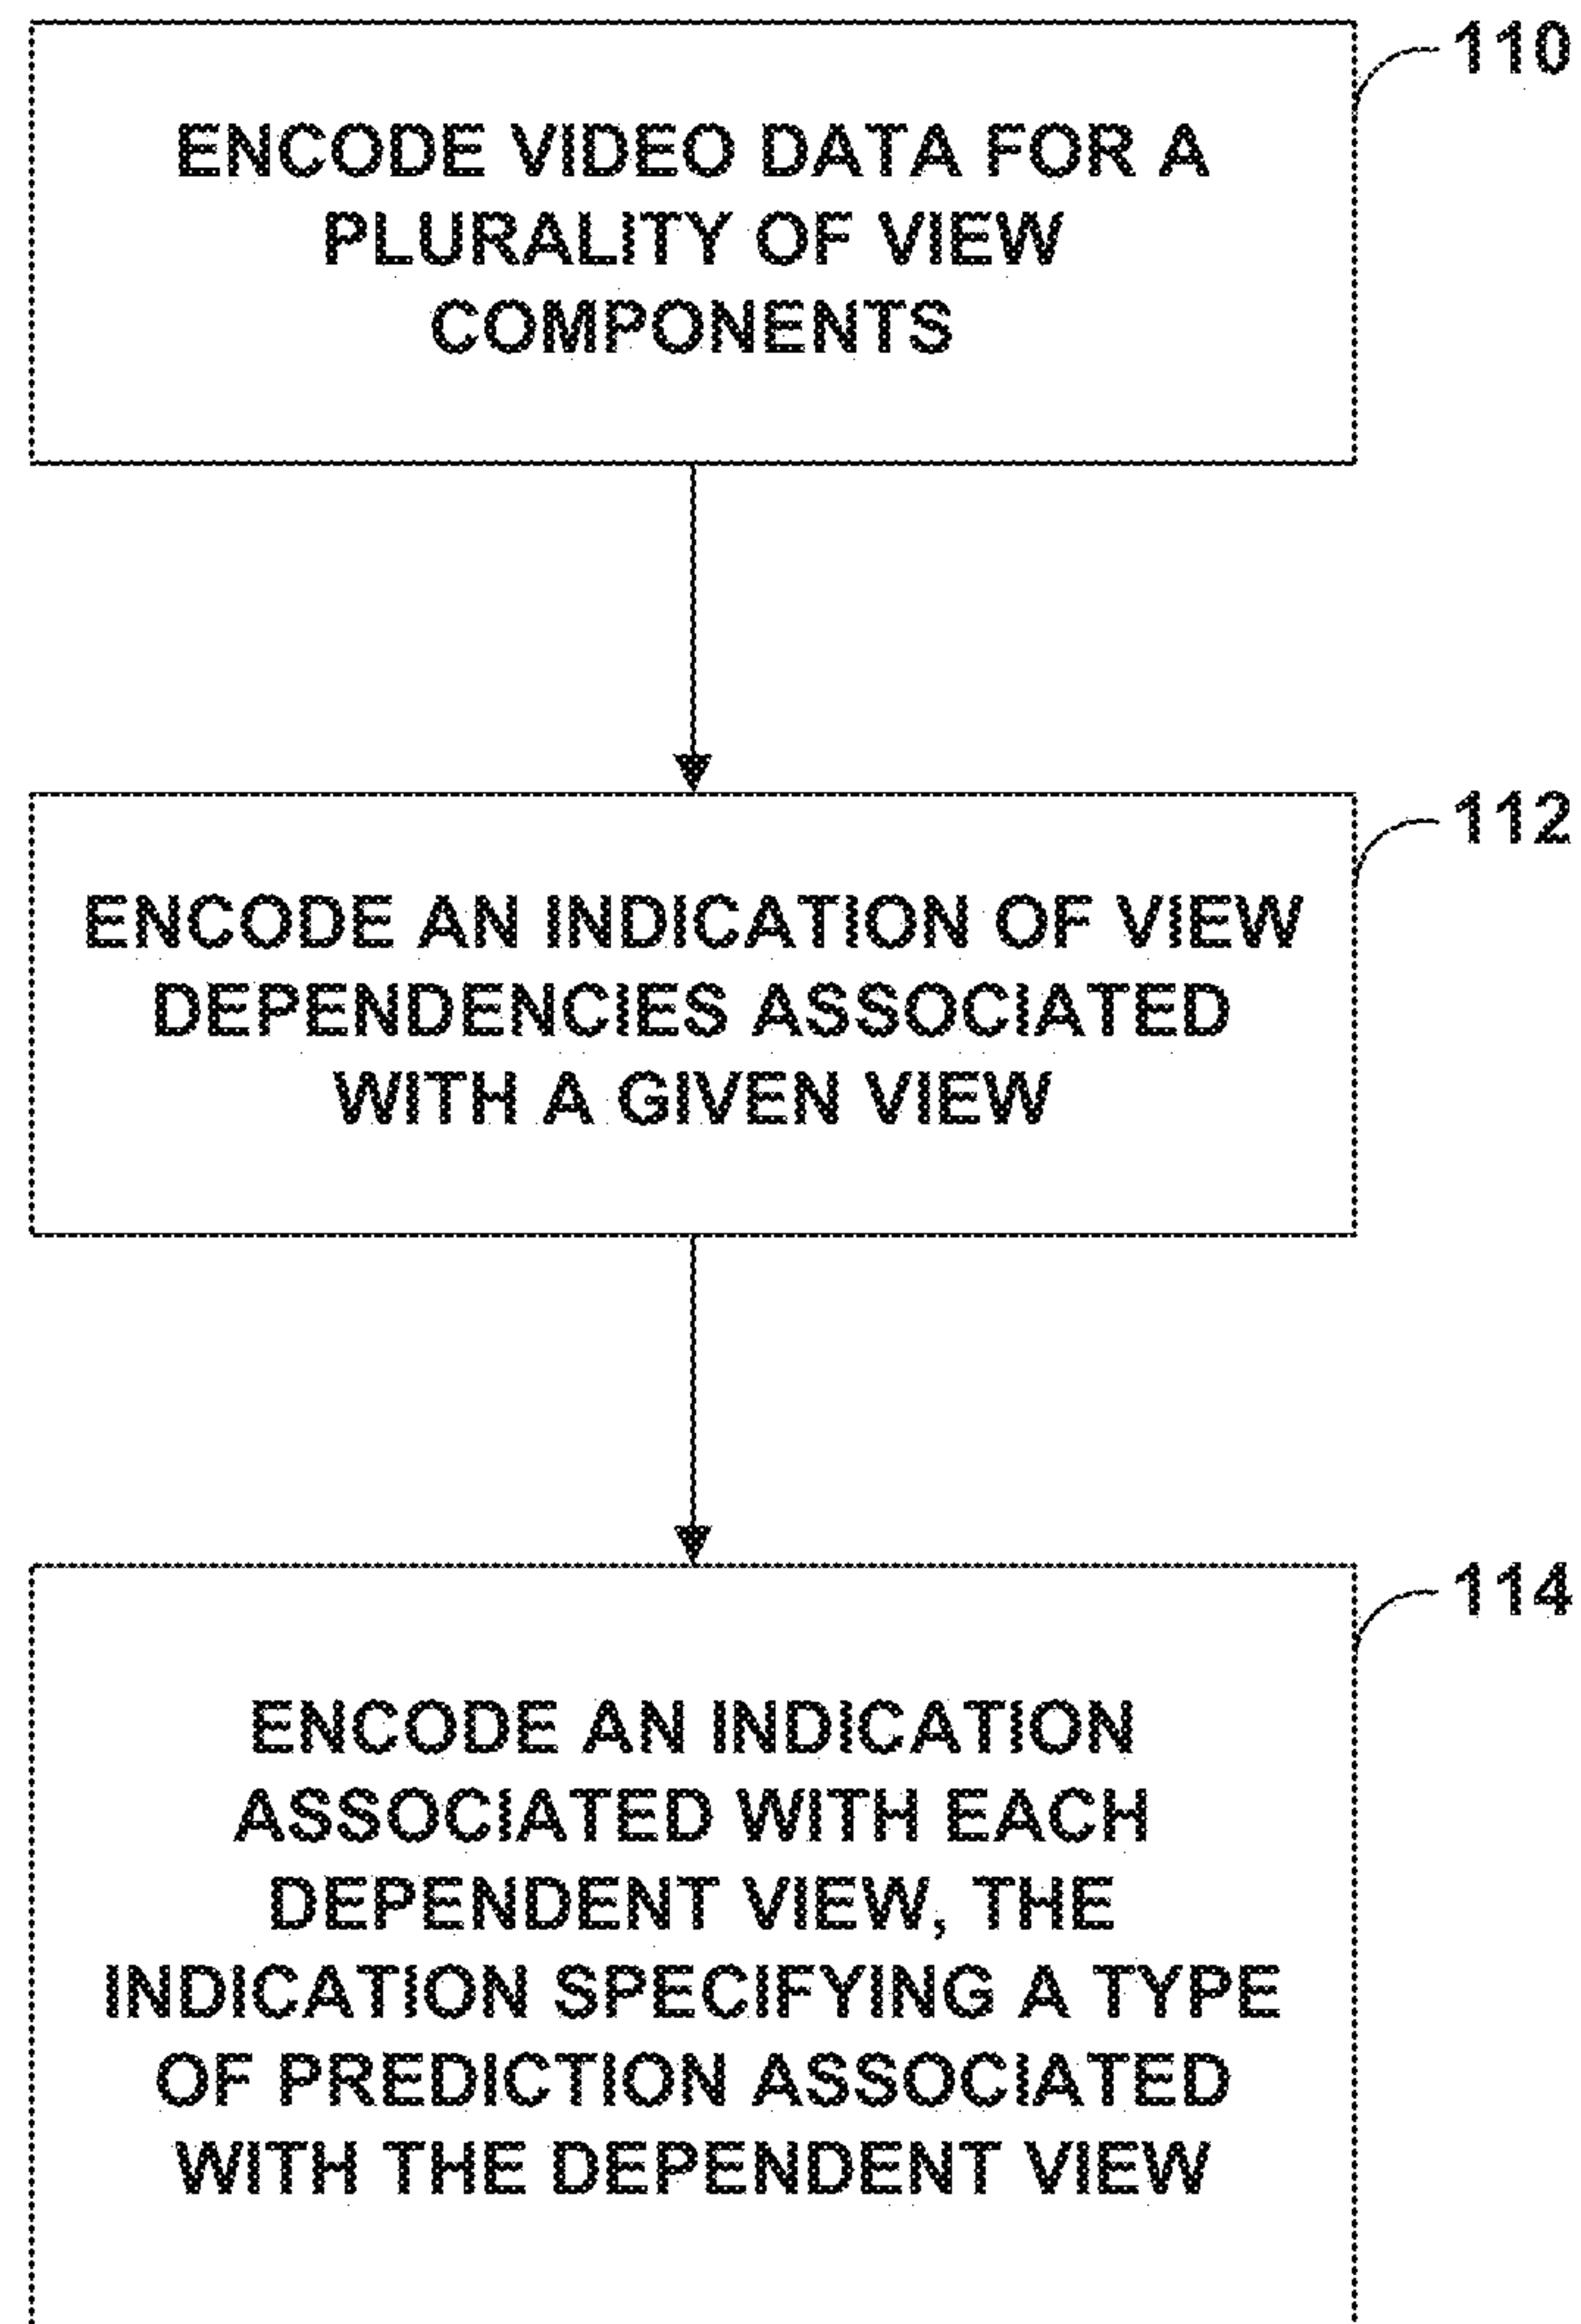 110
ENCODE VIDEO DATA FOR A
PLURALITY OF VIEW
COMPONENTS
112
ENCODE AN INDICATION OF VIEW
DEPENDENCIES ASSOCIATED
WITH A GIVEN VIEW
114
ENCODE AN INDICATION
ASSOCIATED WITH EACH
DEPENDENT VIEW, THE
INDICATION SPECIFYING A TYPE
OF PREDICTION ASSOCIATED
WITH THE DEPENDENT VIEW